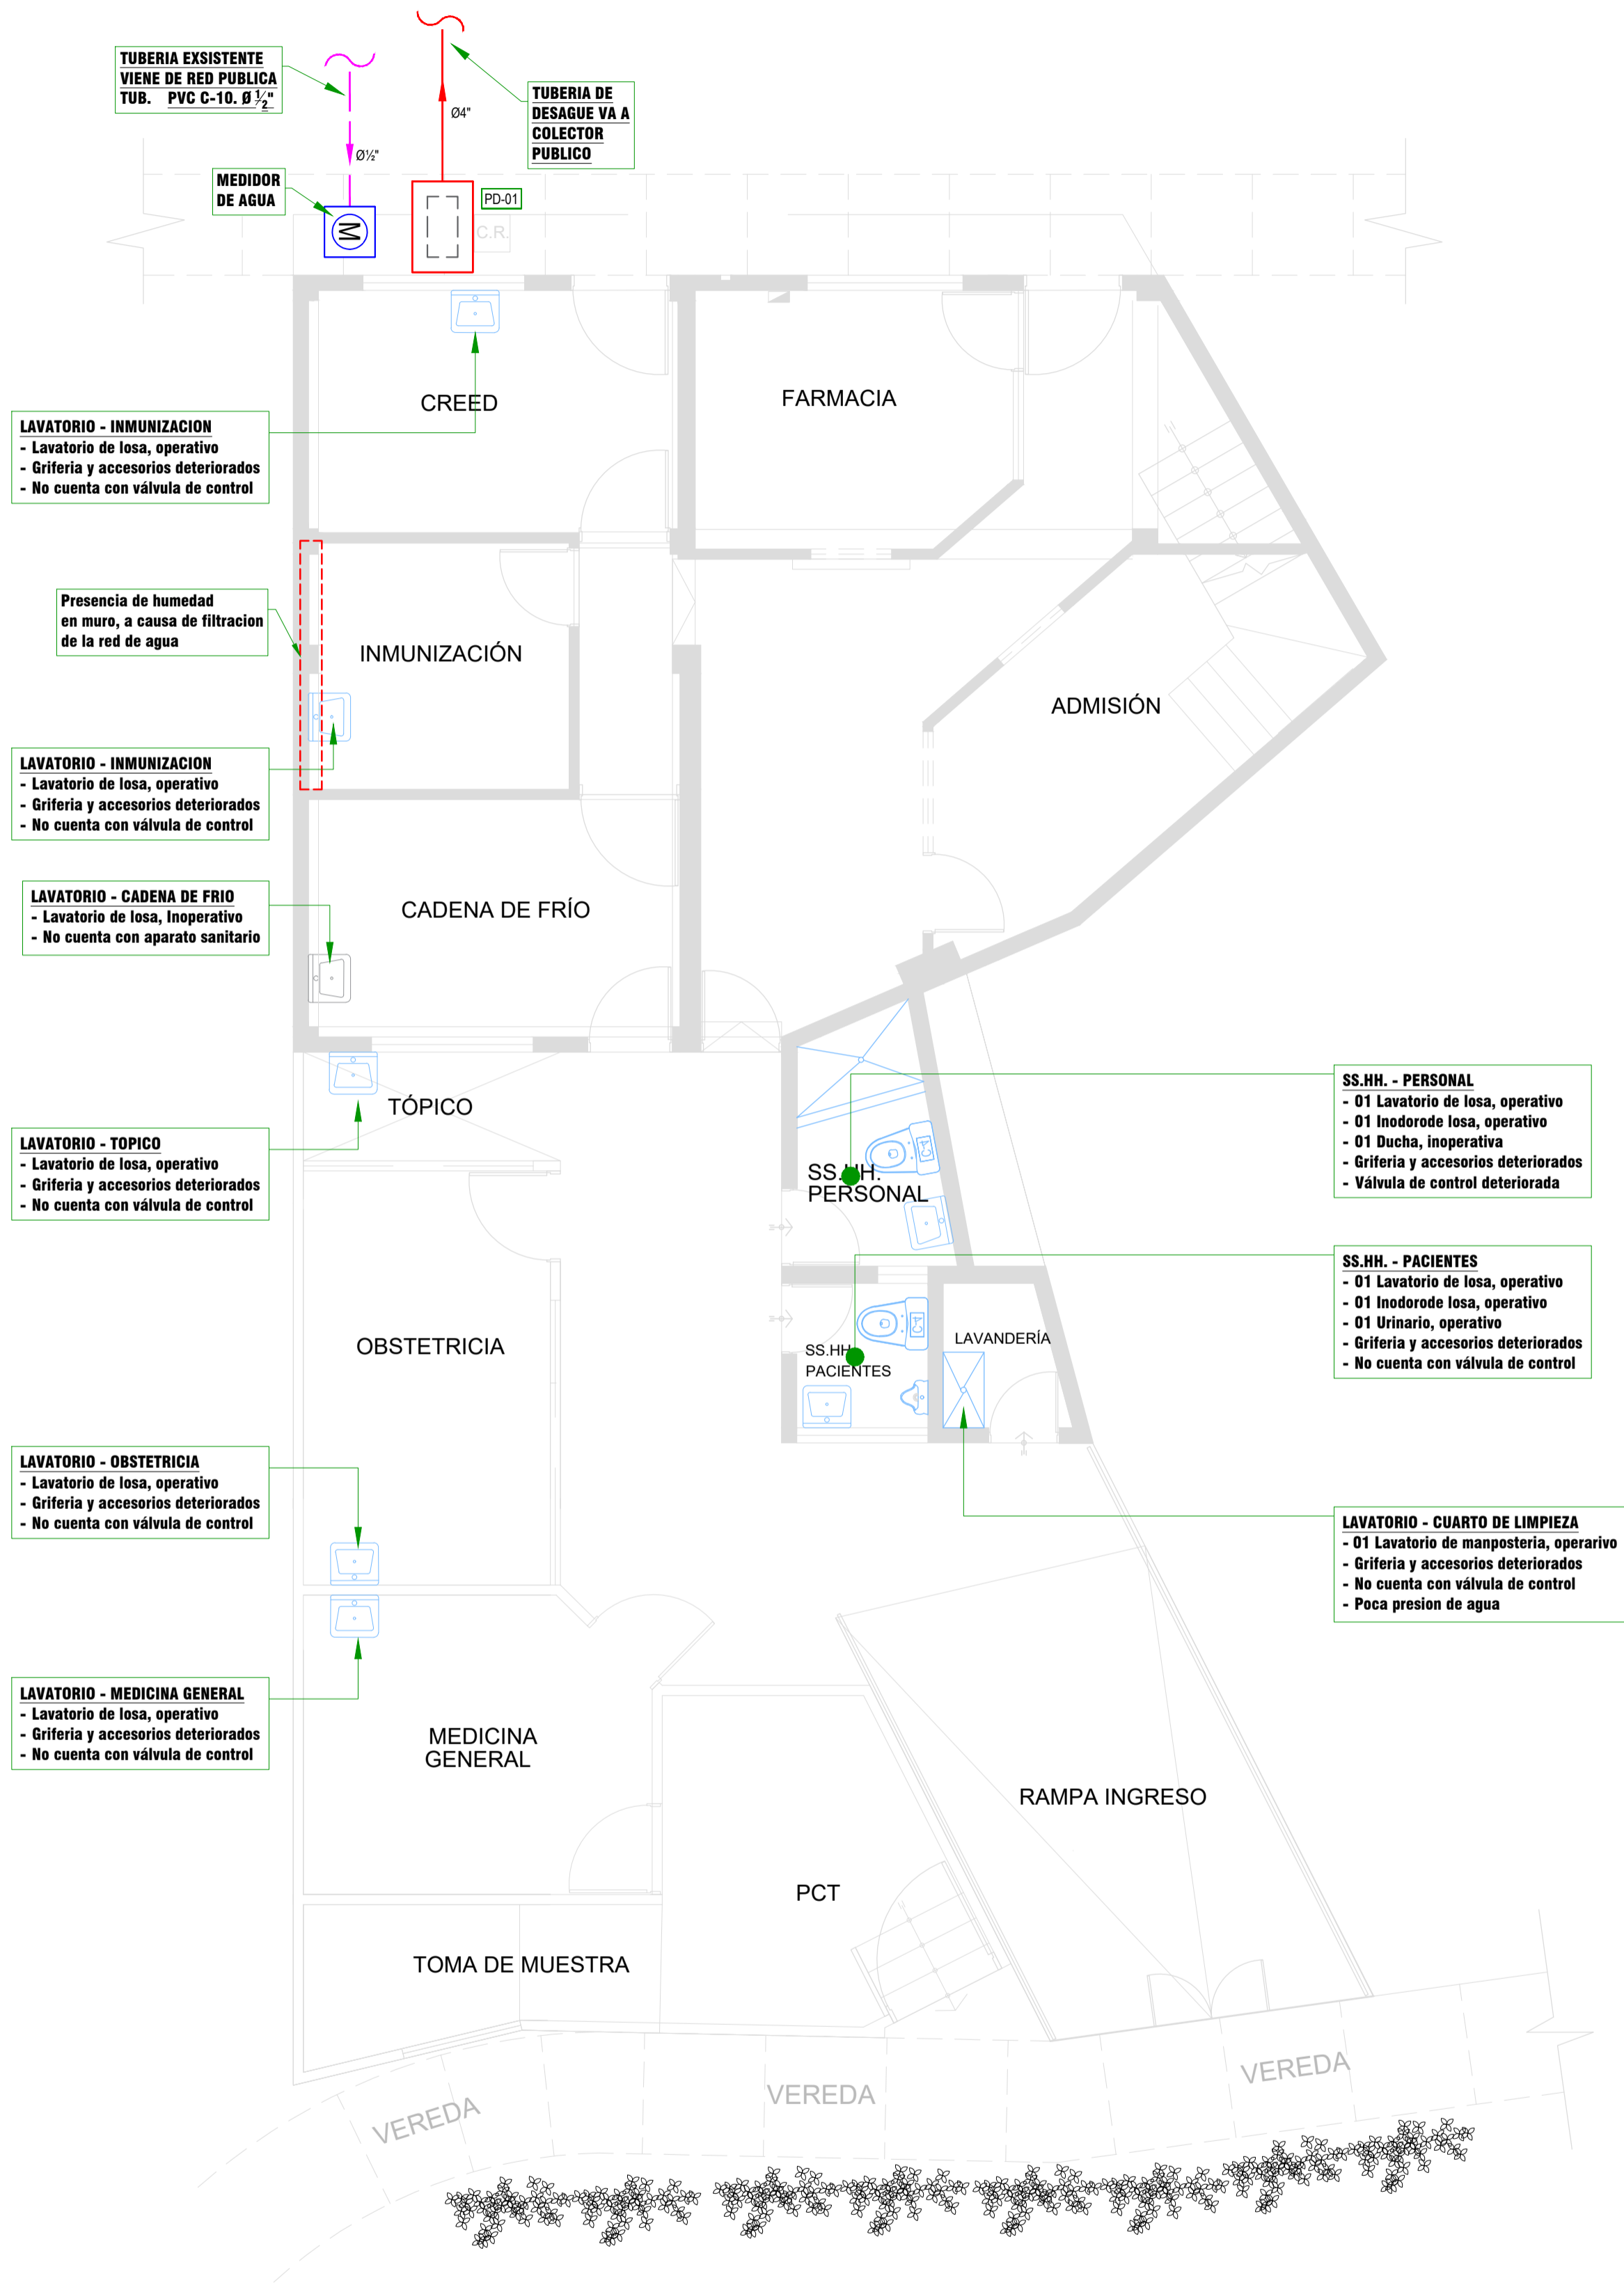 TUBERIA EXSISTENTE
VIENE DE RED PUBLICA
TUB. PVC C-10. Ø ½"
Ø½"
Ø4"
TUBERIA DE
DESAGUE VA A
COLECTOR
PUBLICO
MEDIDOR
DE AGUA
M
PD-01
C.R.
CREED
FARMACIA
LAVATORIO - INMUNIZACION
- Lavatorio de losa, operativo
- Griferia y accesorios deteriorados
- No cuenta con válvula de control
Presencia de humedad
en muro, a causa de filtracion
de la red de agua
INMUNIZACIÓN
ADMISIÓN
LAVATORIO - INMUNIZACION
- Lavatorio de losa, operativo
- Griferia y accesorios deteriorados
- No cuenta con válvula de control
LAVATORIO - CADENA DE FRIO
- Lavatorio de losa, Inoperativo
- No cuenta con aparato sanitario
CADENA DE FRÍO
TÓPICO
LAVATORIO - TOPICO
- Lavatorio de losa, operativo
- Griferia y accesorios deteriorados
- No cuenta con válvula de control
SS.HH.
PERSONAL
C-4
SS.HH. - PERSONAL
- 01 Lavatorio de losa, operativo
- 01 Inodorode losa, operativo
- 01 Ducha, inoperativa
- Griferia y accesorios deteriorados
- Válvula de control deteriorada
SS.HH. - PACIENTES
- 01 Lavatorio de losa, operativo
- 01 Inodorode losa, operativo
- 01 Urinario, operativo
- Griferia y accesorios deteriorados
- No cuenta con válvula de control
C-4
SS.HH.
PACIENTES
LAVANDERÍA
OBSTETRICIA
LAVATORIO - OBSTETRICIA
- Lavatorio de losa, operativo
- Griferia y accesorios deteriorados
- No cuenta con válvula de control
LAVATORIO - CUARTO DE LIMPIEZA
- 01 Lavatorio de manposteria, operarivo
- Griferia y accesorios deteriorados
- No cuenta con válvula de control
- Poca presion de agua
LAVATORIO - MEDICINA GENERAL
- Lavatorio de losa, operativo
- Griferia y accesorios deteriorados
- No cuenta con válvula de control
MEDICINA
GENERAL
RAMPA INGRESO
PCT
TOMA DE MUESTRA
VEREDA
VEREDA
VEREDA